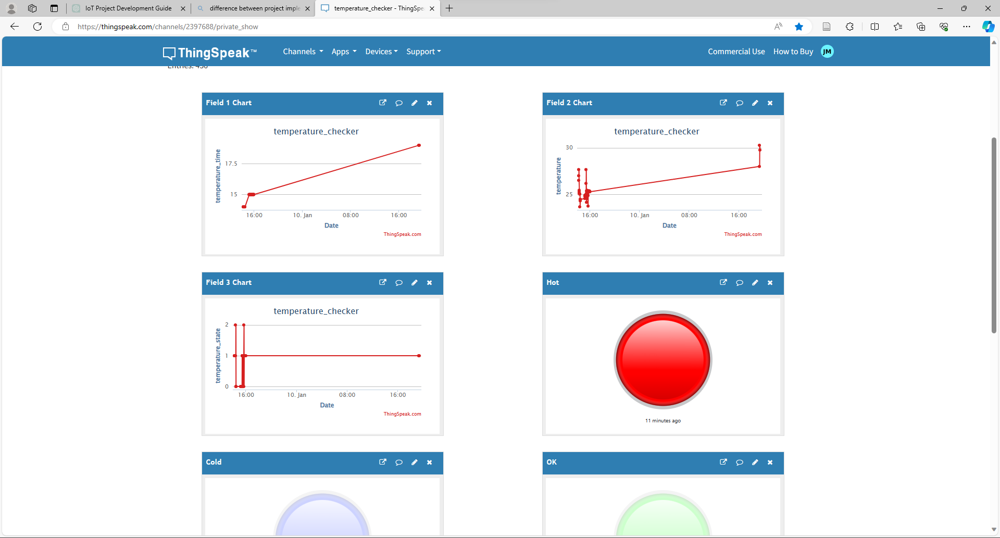 IoT Project Development Guide
difference between project imple
temperature_checker - ThingSpe
https://thingspeak.com/channels/2397688/private_show
ThingSpeak™
Channels
Apps
Devices
Support
Commercial Use
How to Buy
JM
Entries: 450
Field 1 Chart
temperature_checker
temperature_time
17.5
15
16:00
10. Jan
08:00
16:00
Date
ThingSpeak.com
Field 2 Chart
temperature_checker
temperature
30
25
16:00
10. Jan
08:00
16:00
Date
ThingSpeak.com
Field 3 Chart
temperature_checker
temperature_state
2
1
0
16:00
10. Jan
08:00
16:00
Date
ThingSpeak.com
Hot
11 minutes ago
Cold
OK